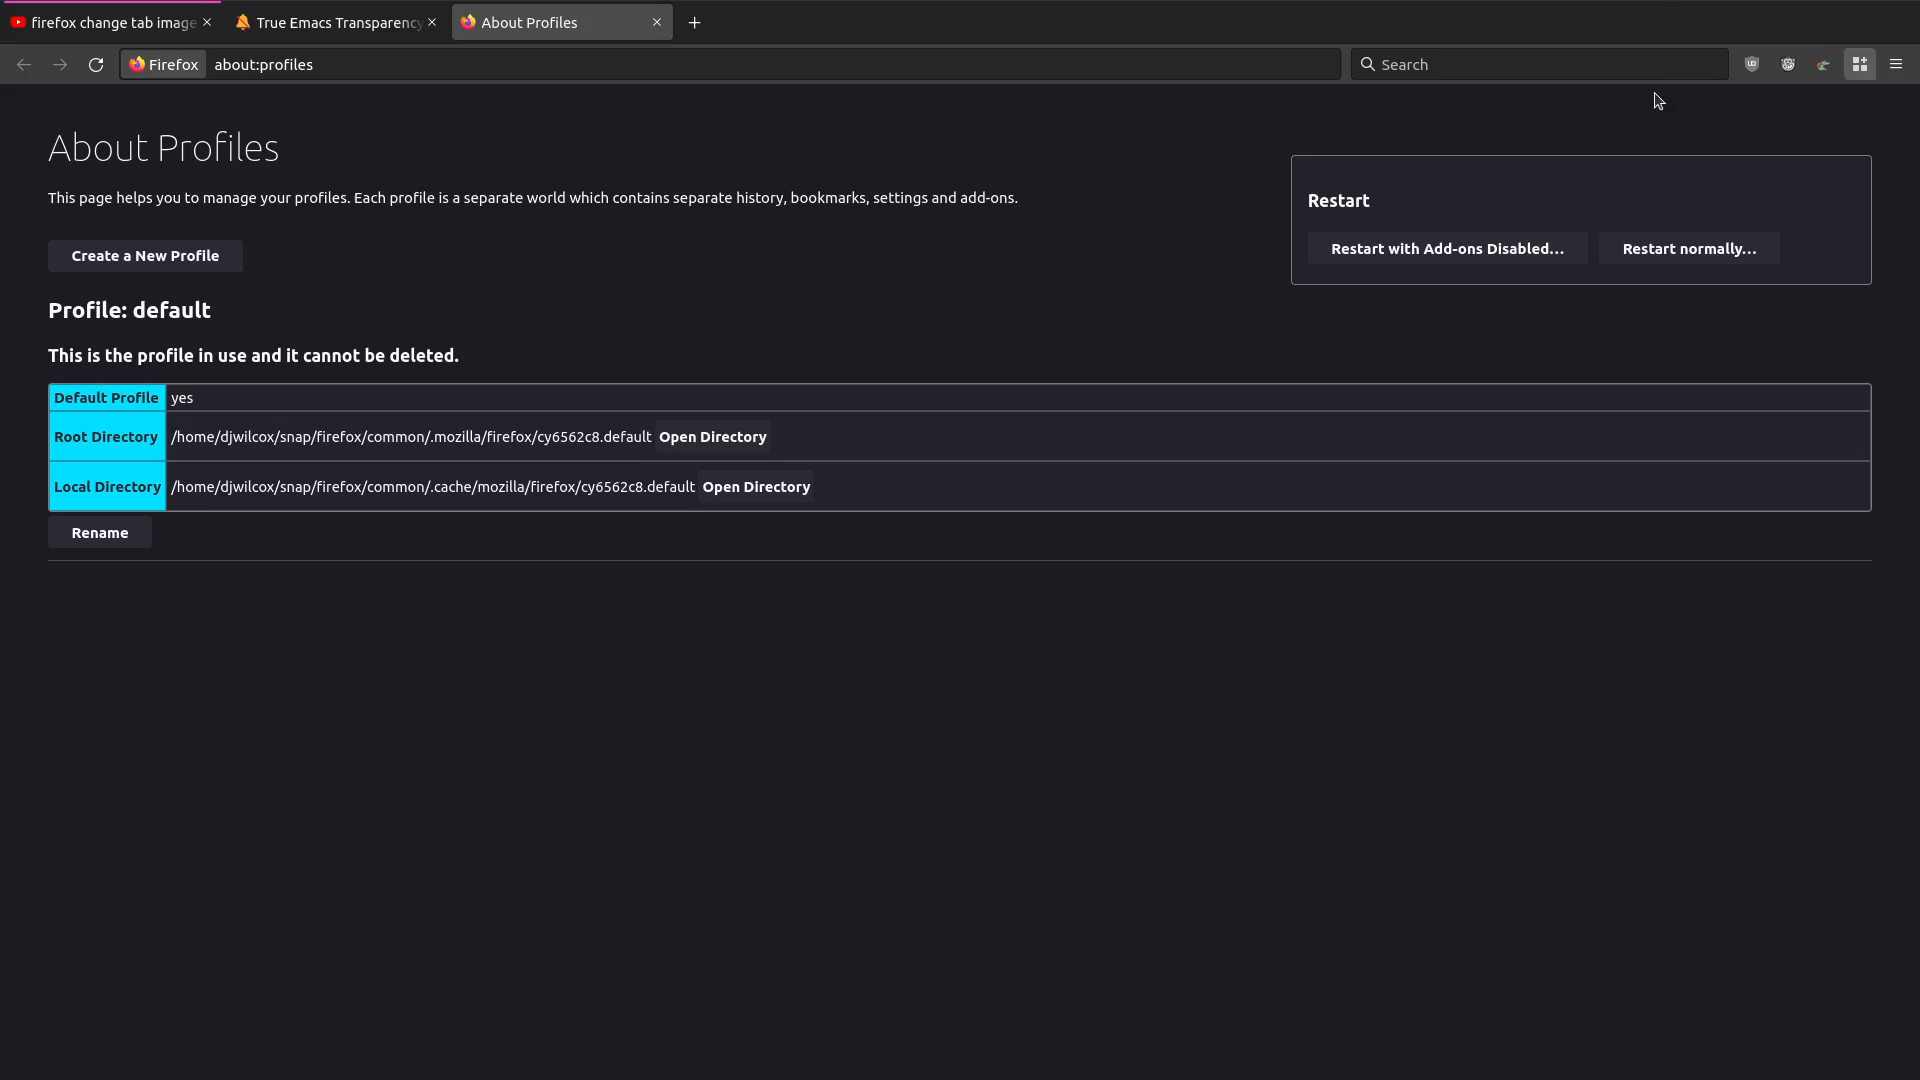 firefox change tab image
True Emacs Transparency
About Profiles
Firefox
about:profiles
Search
About Profiles
This page helps you to manage your profiles. Each profile is a separate world which contains separate history, bookmarks, settings and add-ons.
Create a New Profile
Restart
Restart with Add-ons Disabled…
Restart normally…
Profile: default
This is the profile in use and it cannot be deleted.
Default Profile yes
Root Directory /home/djwilcox/snap/firefox/common/.mozilla/firefox/cy6562c8.default Open Directory
Local Directory /home/djwilcox/snap/firefox/common/.cache/mozilla/firefox/cy6562c8.default Open Directory
Rename